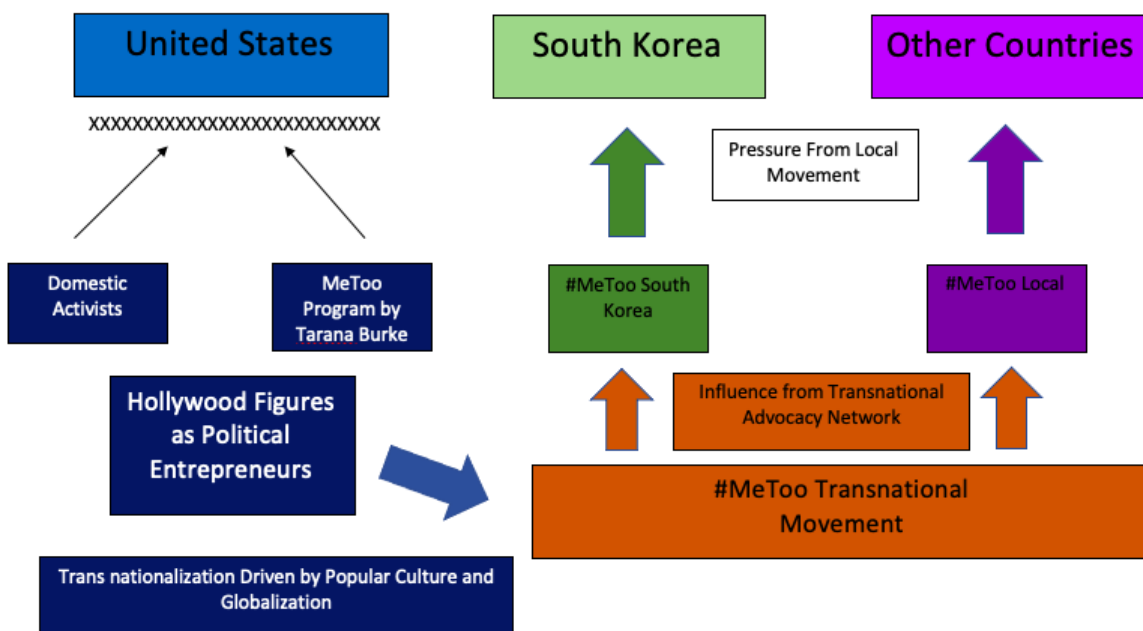 United States
South Korea
Other Countries
XXXXXXXXXXXXXXXXXXXXXXXXXXX
Pressure From Local
Movement
Domestic
Activists
MeToo
Program by
Tarana Burke
#MeToo South
Korea
#MeToo Local
Hollywood Figures
as Political
Entrepreneurs
Influence from Transnational
Advocacy Network
#MeToo Transnational
Movement
Trans nationalization Driven by Popular Culture and
Globalization